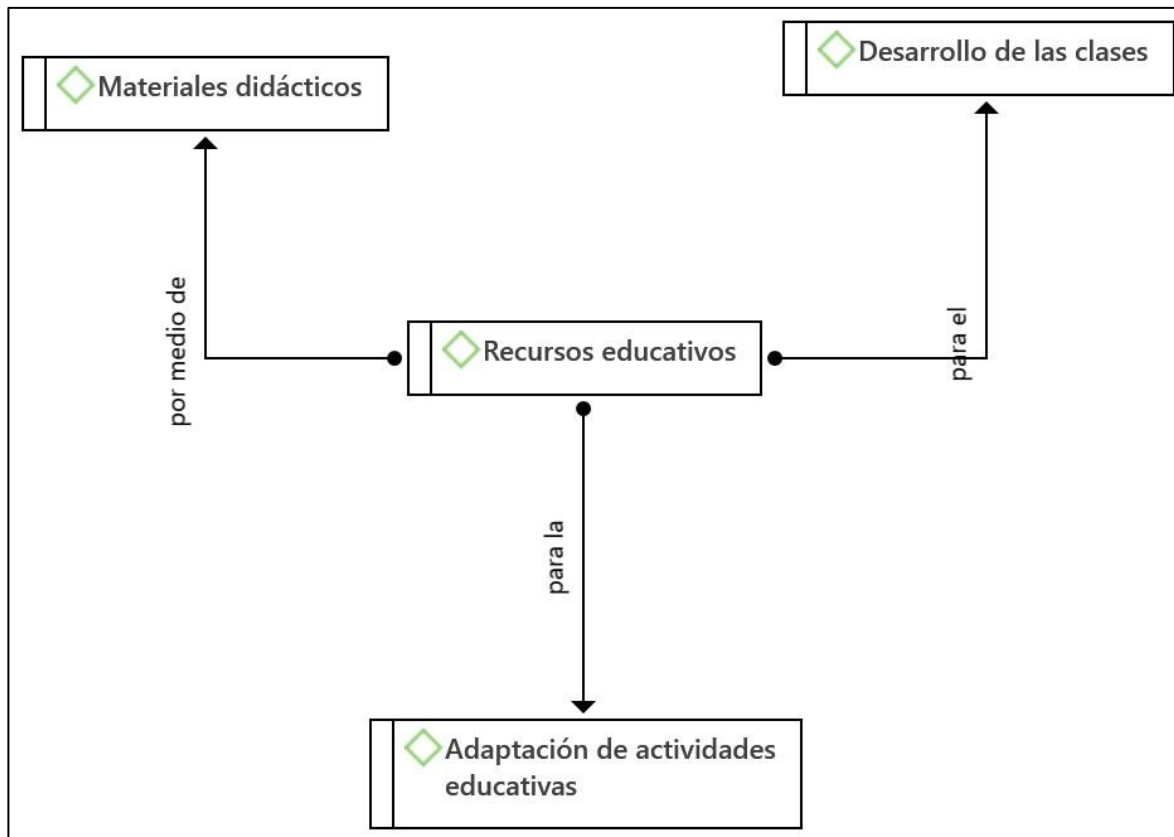 Desarrollo de las clases
Materiales didácticos
por medio de
Recursos educativos
para el
para la
Adaptación de actividades
educativas